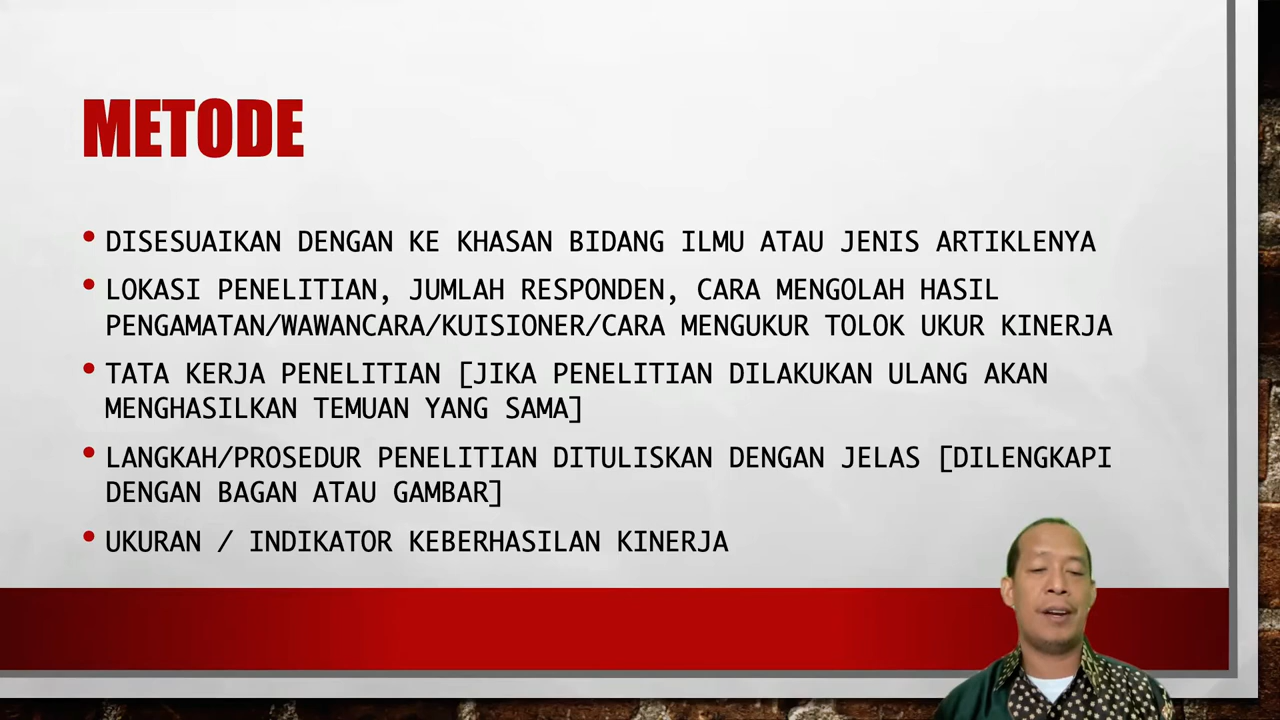 METODE
• DISESUAIKAN DENGAN KE KHASAN BIDANG ILMU ATAU JENIS ARTIKLENYA
• LOKASI PENELITIAN, JUMLAH RESPONDEN, CARA MENGOLAH HASIL
PENGAMATAN/WAWANCARA/KUISIONER/CARA MENGUKUR TOLOK UKUR KINERJA
• TATA KERJA PENELITIAN [JIKA PENELITIAN DILAKUKAN ULANG AKAN
MENGHASILKAN TEMUAN YANG SAMA]
• LANGKAH/PROSEDUR PENELITIAN DITULISKAN DENGAN JELAS [DILENGKAPI
DENGAN BAGAN ATAU GAMBAR]
• UKURAN / INDIKATOR KEBERHASILAN KINERJA